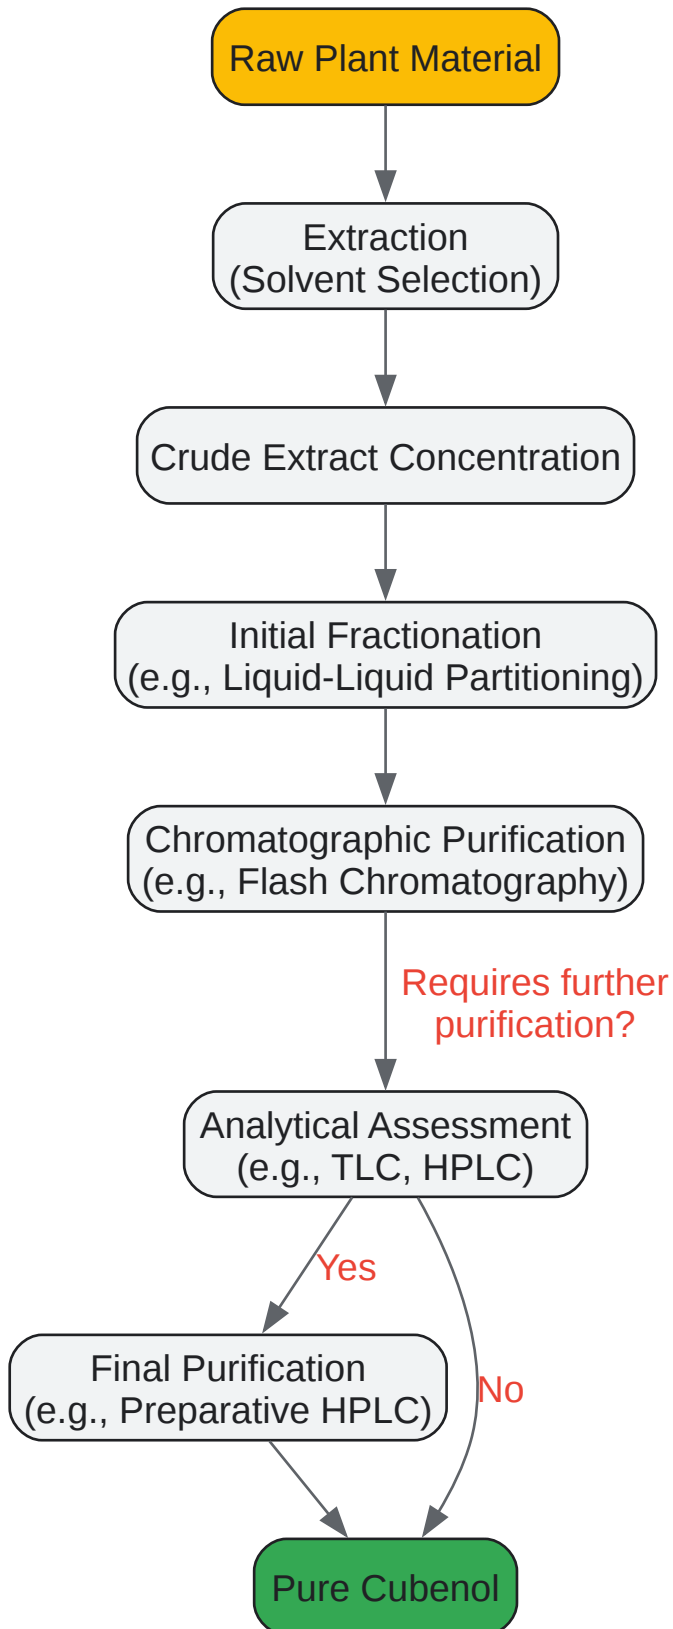 Raw Plant Material
Extraction
(Solvent Selection)
Crude Extract Concentration
Initial Fractionation
(e.g., Liquid-Liquid Partitioning)
Chromatographic Purification
(e.g., Flash Chromatography)
Requires further
purification?
Analytical Assessment
(e.g., TLC, HPLC)
Yes
Final Purification
(e.g., Preparative HPLC)
No
Pure Cubenol